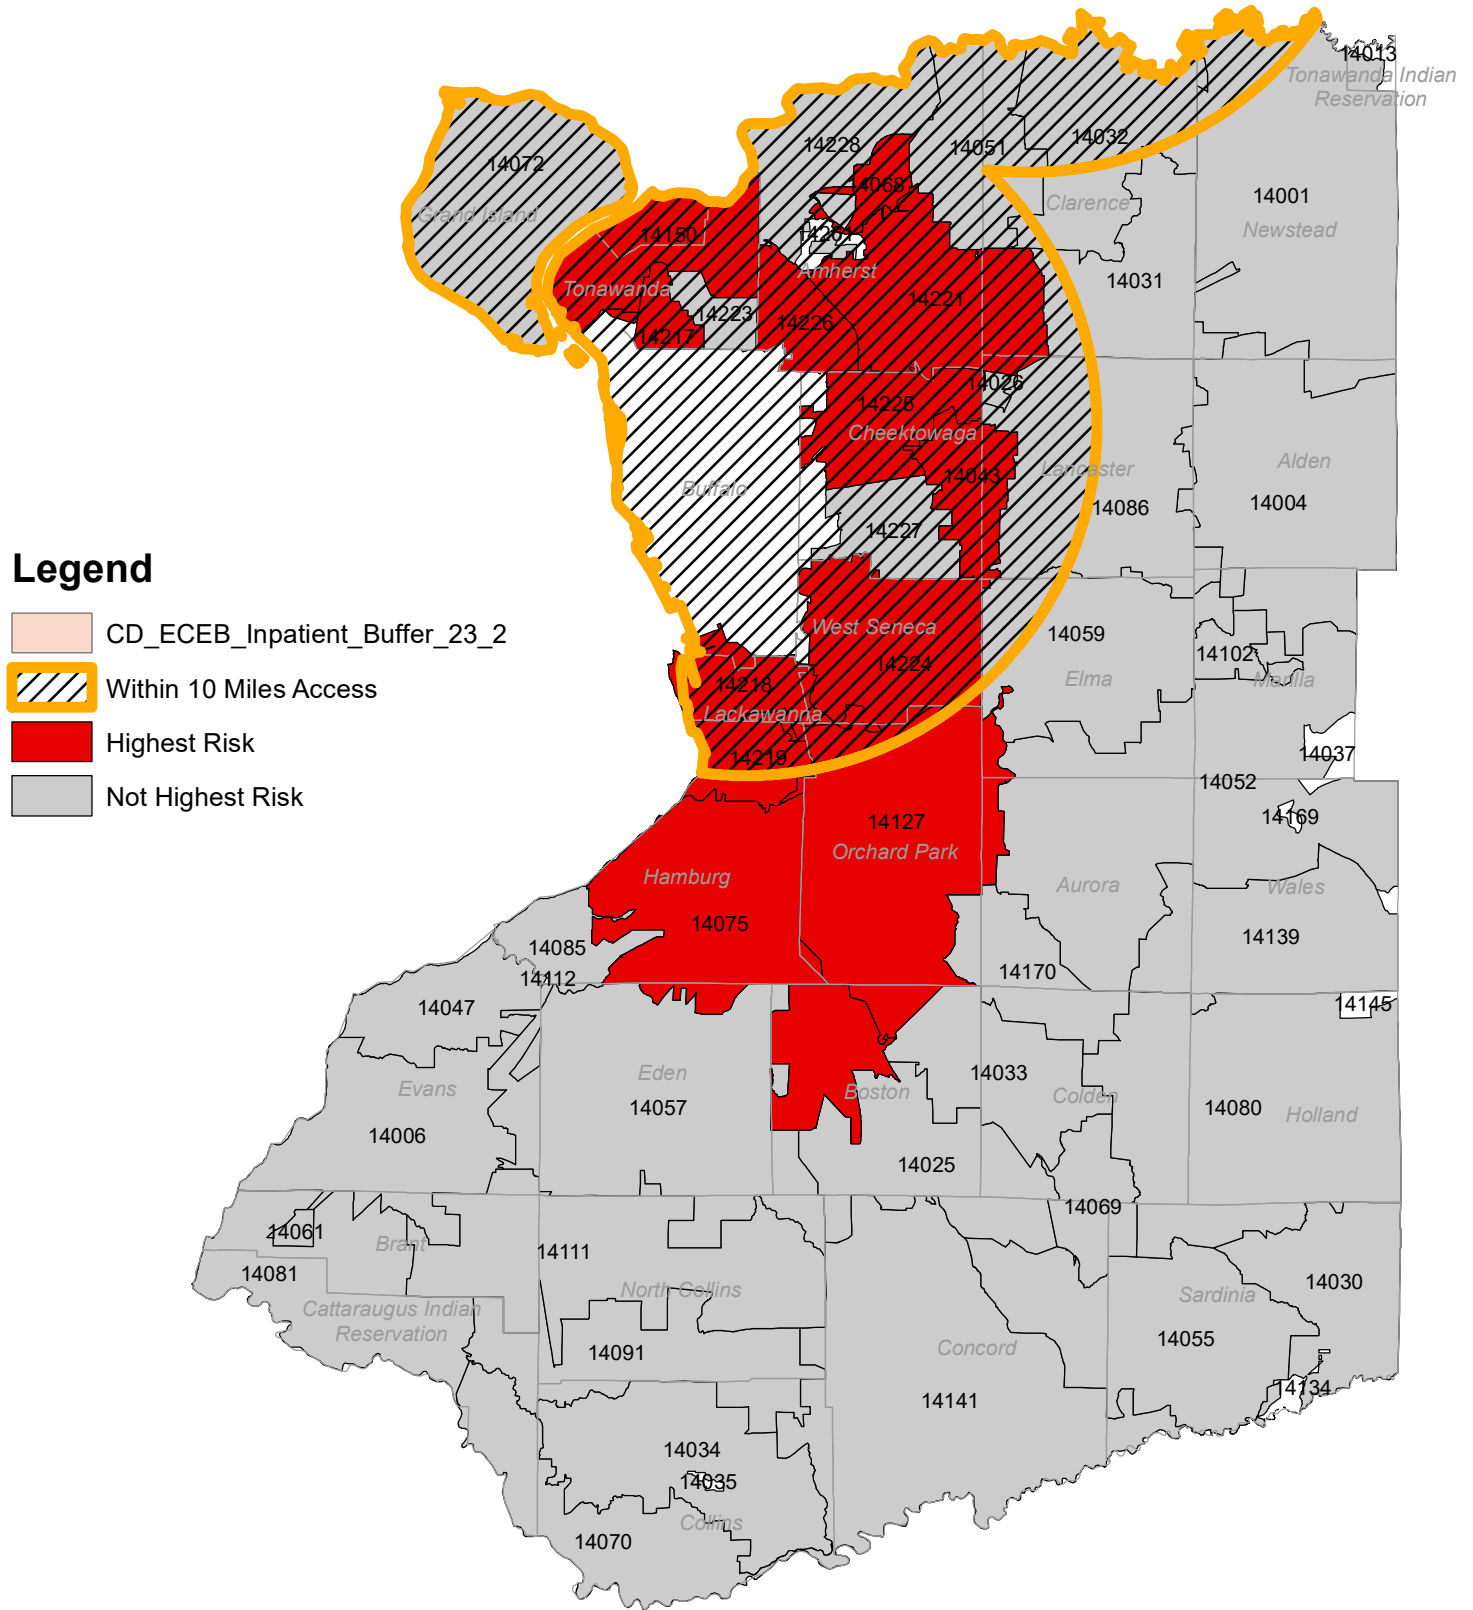 14013
Tonawanda Indian
Reservation
14032
14228
14051
14072
14068
14001
Clarence
Grand Island
Newstead
14150
14261
Amherst
14031
Tonawanda
14221
14223
14226
14217
14026
14225
Cheektowaga
Lancaster
Alden
14043
Buffalo
14004
14086
14227
Legend
CD_ECEB_Inpatient_Buffer_23_2
Within 10 Miles Access
Highest Risk
Not Highest Risk
West Seneca
14059
14102
14224
Elma
Marilla
14218
Lackawanna
14037
14219
14052
14169
14127
Orchard Park
Hamburg
Aurora
Wales
14075
14139
14085
14170
14112
14145
14047
Eden
14033
Evans
Boston
Colden
14057
14080
Holland
14006
14025
14069
14061
Brant
14111
14081
14030
North Collins
Sardinia
Cattaraugus Indian
Reservation
14055
Concord
14091
14134
14141
14034
14035
Collins
14070